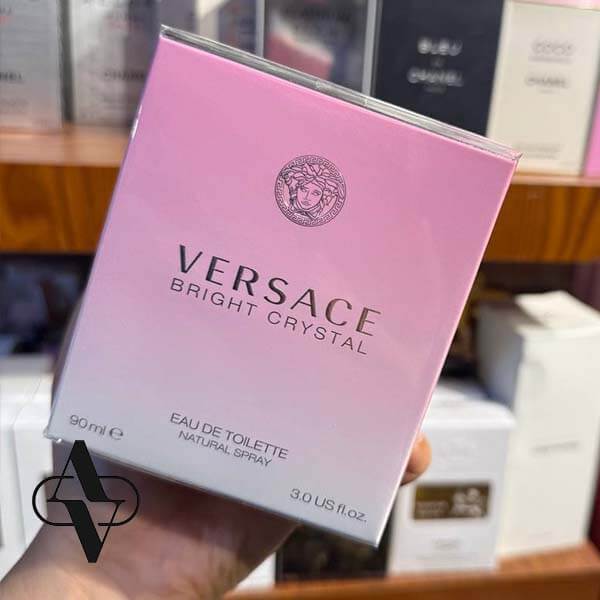 BLEU
DE
CHANEL
COCO
CHANEL
VERSACE
BRIGHT CRYSTAL
EAU DE TOILETTE
NATURAL SPRAY
90 ml e
3.0 US fl.oz.